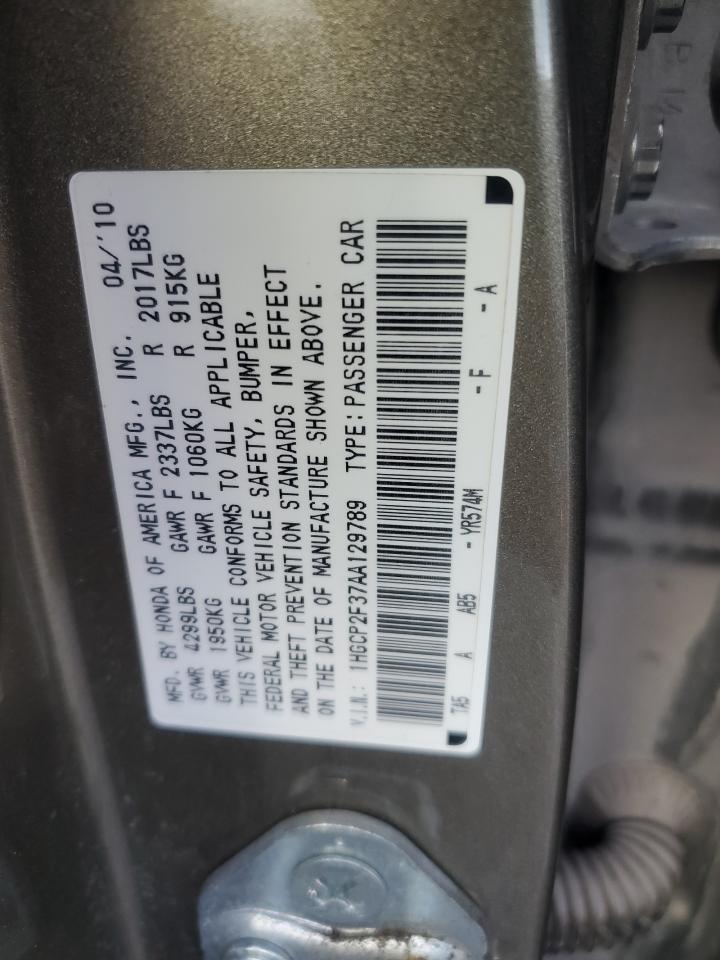 MFD. BY HONDA OF AMERICA MFG., INC. 04/'10
GVWR 4299LBS GAWR F 2337LBS R 2017LBS
GVWR 1950KG GAWR F 1060KG R 915KG
THIS VEHICLE CONFORMS TO ALL APPLICABLE
FEDERAL MOTOR VEHICLE SAFETY, BUMPER,
AND THEFT PREVENTION STANDARDS IN EFFECT
ON THE DATE OF MANUFACTURE SHOWN ABOVE.
V.I.N.: 1HGCP2F37AA129789 TYPE: PASSENGER CAR
TA5 A AB5 - YR574M - F - A